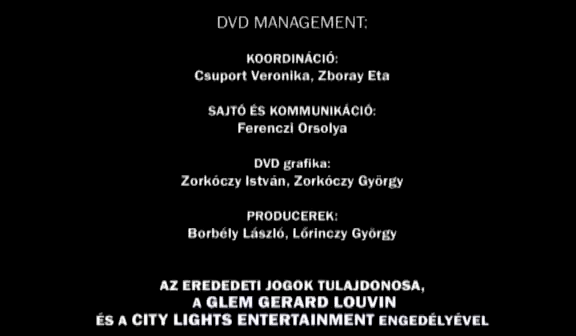 DVD MANAGEMENT:
KOORDINÁCIÓ:
Csuport Veronika, Zboray Eta
SAJTÓ ÉS KOMMUNIKÁCIÓ:
Ferenczi Orsolya
DVD grafika:
Zorkóczy István, Zorkóczy György
PRODUCEREK:
Borbély László, Lőrinczy György
AZ EREDEDETI JOGOK TULAJDONOSA,
A GLEM GERARD LOUVIN
ÉS A CITY LIGHTS ENTERTAINMENT ENGEDÉLYÉVEL